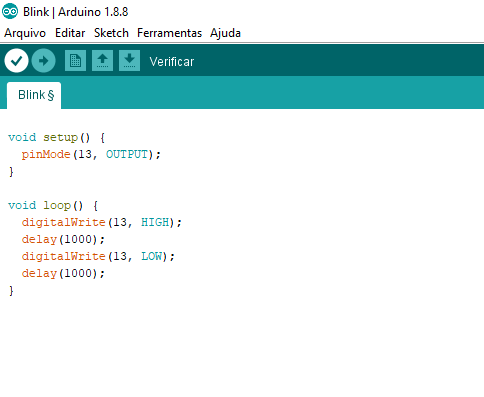 Blink | Arduino 1.8.8
Arquivo Editar Sketch Ferramentas Ajuda
Verificar
Blink §
void setup() {
  pinMode(13, OUTPUT);
}
void loop() {
  digitalWrite(13, HIGH);
  delay(1000);
  digitalWrite(13, LOW);
  delay(1000);
}